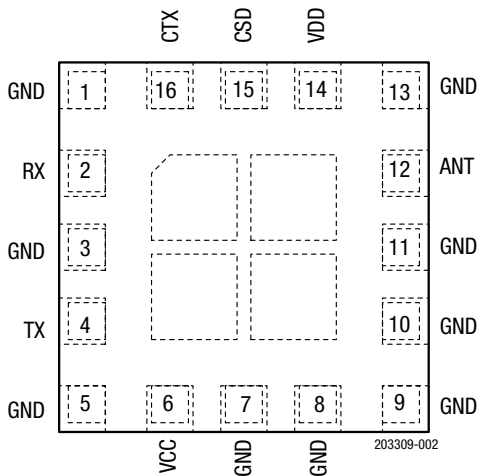 CTX CSD VDD
GND 1 16 15 14 13 GND
RX 2 12 ANT
GND 3 11 GND
TX 4 10 GND
GND 5 6 7 8 9 GND
VCC GND GND 203309-002